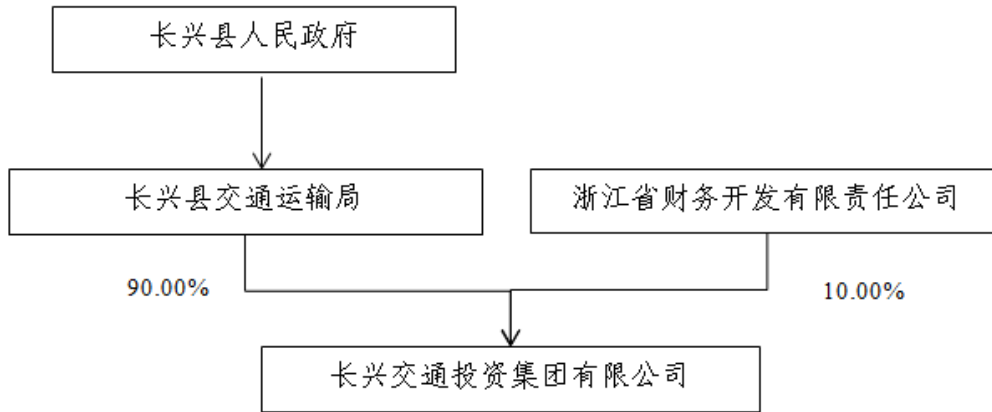 长兴县人民政府
长兴县交通运输局
浙江省财务开发有限责任公司
90.00%
10.00%
长兴交通投资集团有限公司